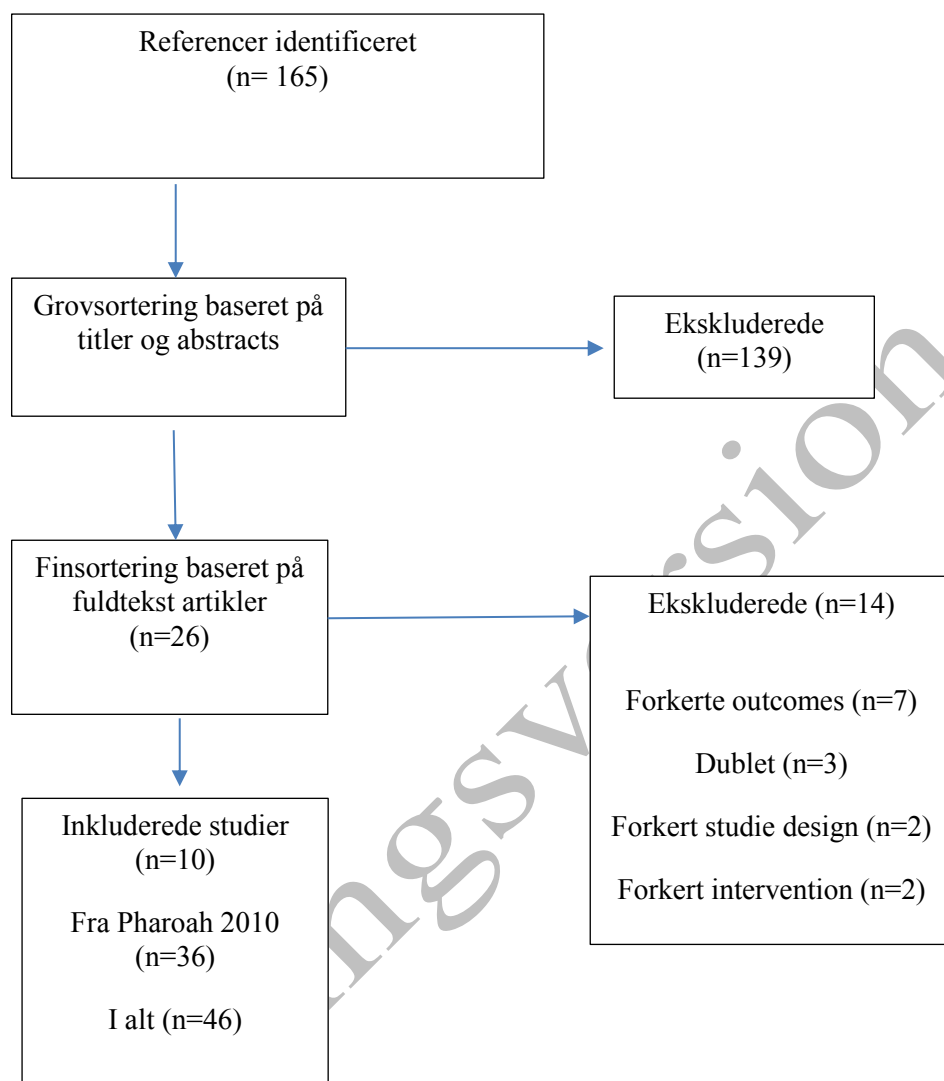 Referencer identificeret
(n= 165)
Grovsortering baseret på
titler og abstracts
Ekskluderede
(n=139)
Finsortering baseret på
fuldtekst artikler
(n=26)
Ekskluderede (n=14)
Forkerte outcomes (n=7)
Dublet (n=3)
Forkert studie design (n=2)
Forkert intervention (n=2)
Inkluderede studier
(n=10)
Fra Pharoah 2010
(n=36)
I alt (n=46)
ingsversion